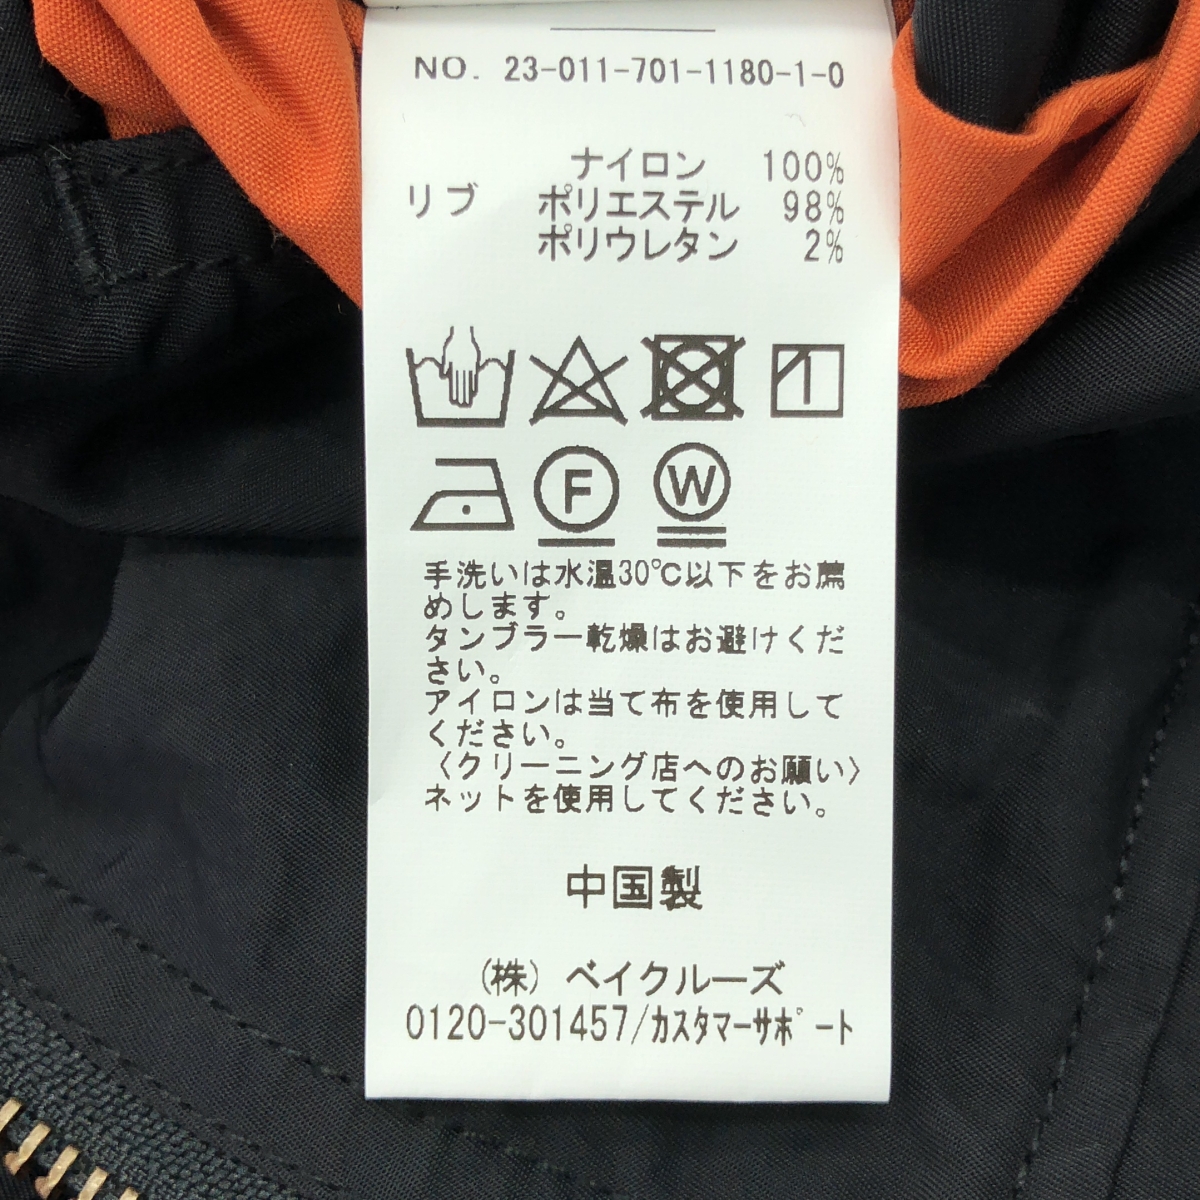 NO. 23-011-701-1180-1-0
ナイロン 100%
リブ ポリエステル 98%
ポリウレタン 2%
F W
手洗いは水温30℃以下をお薦
めします。
タンブラー乾燥はお避けくだ
さい。
アイロンは当て布を使用して
ください。
〈クリーニング店へのお願い〉
ネットを使用してください。
中国製
(株) ベイクルーズ
0120-301457/カスタマーサポート